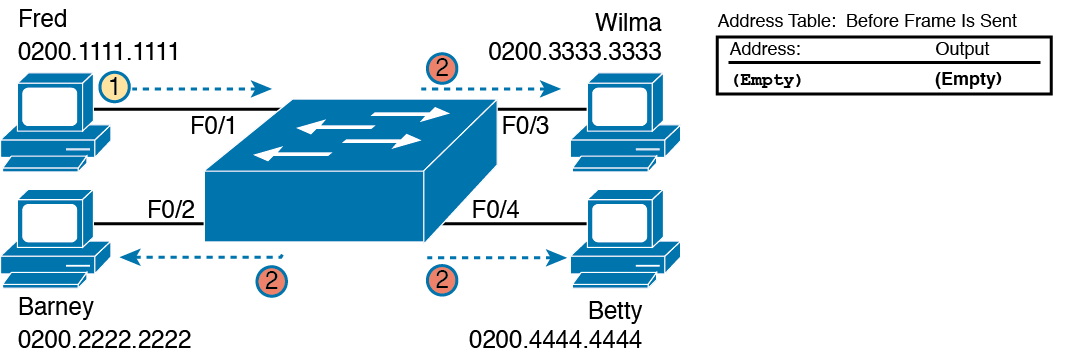 Fred
0200.1111.1111
Wilma
0200.3333.3333
Address Table: Before Frame Is Sent
Address: Output
(Empty) (Empty)
1
2
F0/1
F0/3
F0/2
F0/4
2
2
Barney
0200.2222.2222
Betty
0200.4444.4444